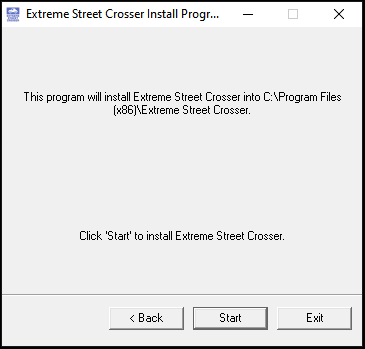 Extreme Street Crosser Install Progr...
This program will install Extreme Street Crosser into C:\Program Files
(x86)\Extreme Street Crosser.
Click 'Start' to install Extreme Street Crosser.
< Back
Start
Exit